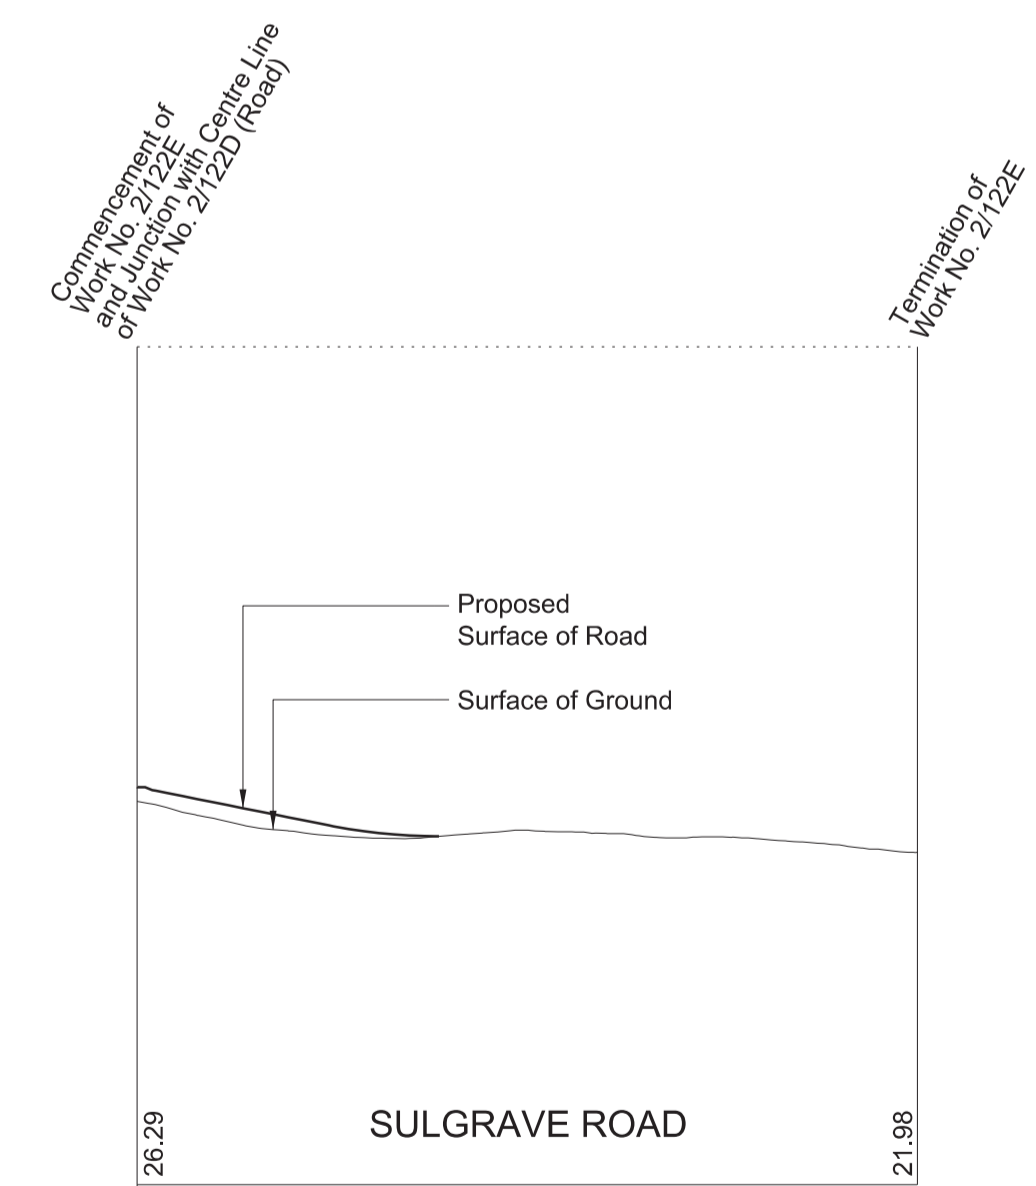 Commencement of
Work No. 2/122E
and Junction with Centre Line
of Work No. 2/122D (Road)
Termination of
Work No. 2/122E
Proposed
Surface of Road
Surface of Ground
26.29
SULGRAVE ROAD
21.98